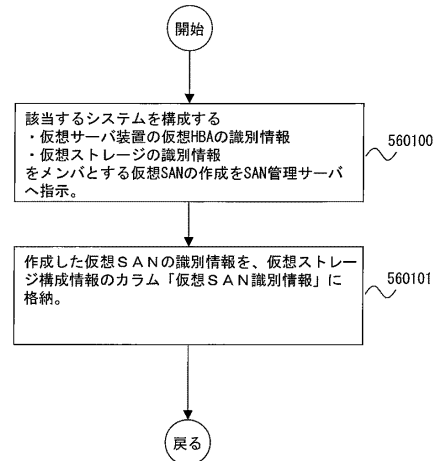 開始
該当するシステムを構成する
・仮想サーバ装置の仮想HBAの識別情報
・仮想ストレージの識別情報
をメンバとする仮想SANの作成をSAN管理サーバ
へ指示。
560100
作成した仮想ＳＡＮの識別情報を、仮想ストレー
ジ構成情報のカラム「仮想ＳＡＮ識別情報」に
格納。
560101
戻る